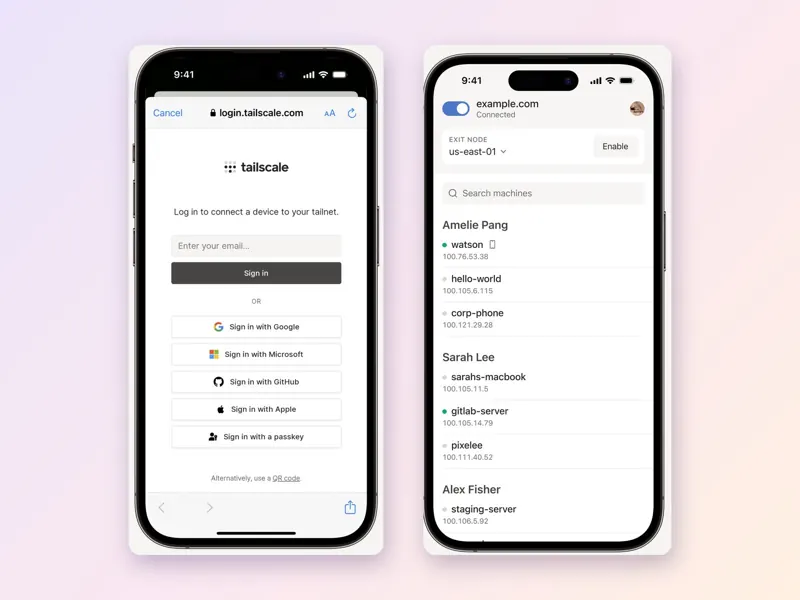 9:41
Cancel
login.tailscale.com
AA
tailscale
Log in to connect a device to your tailnet.
Enter your email...
Sign in
OR
Sign in with Google
Sign in with Microsoft
Sign in with GitHub
Sign in with Apple
Sign in with a passkey
Alternatively, use a QR code.
9:41
example.com
Connected
EXIT NODE
us-east-01
Enable
Search machines
Amelie Pang
watson
100.76.53.38
hello-world
100.105.6.115
corp-phone
100.121.29.28
Sarah Lee
sarahs-macbook
100.105.11.5
gitlab-server
100.105.14.79
pixelee
100.111.40.52
Alex Fisher
staging-server
100.106.5.92